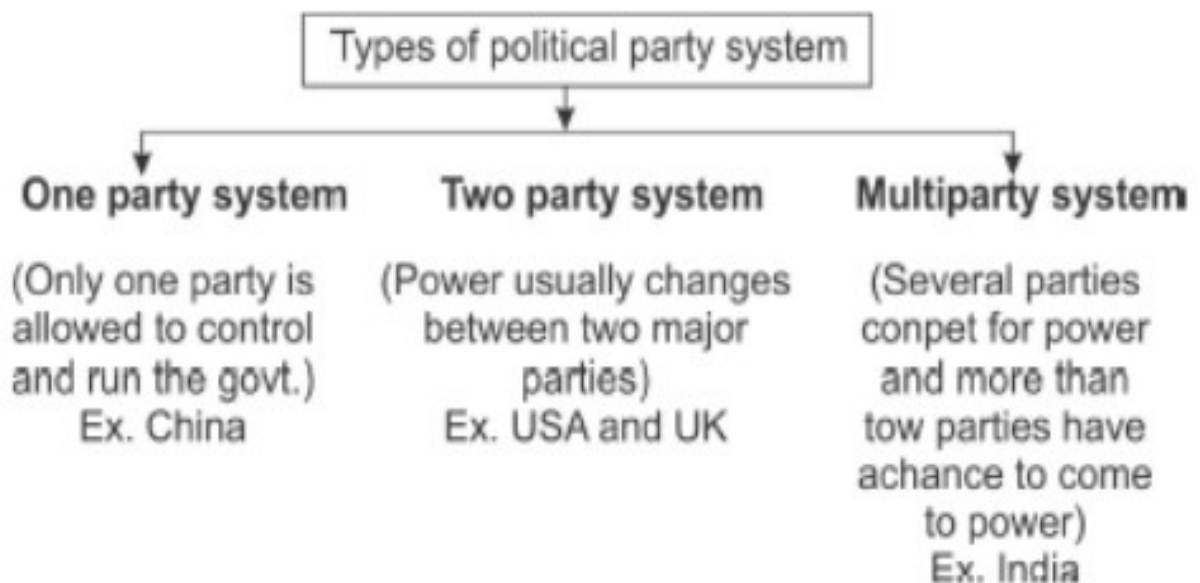 Types of political party system
One party system
(Only one party is
allowed to control
and run the govt.)
Ex. China
Two party system
(Power usually changes
between two major
parties)
Ex. USA and UK
Multiparty system
(Several parties
conpet for power
and more than
tow parties have
achance to come
to power)
Ex. India